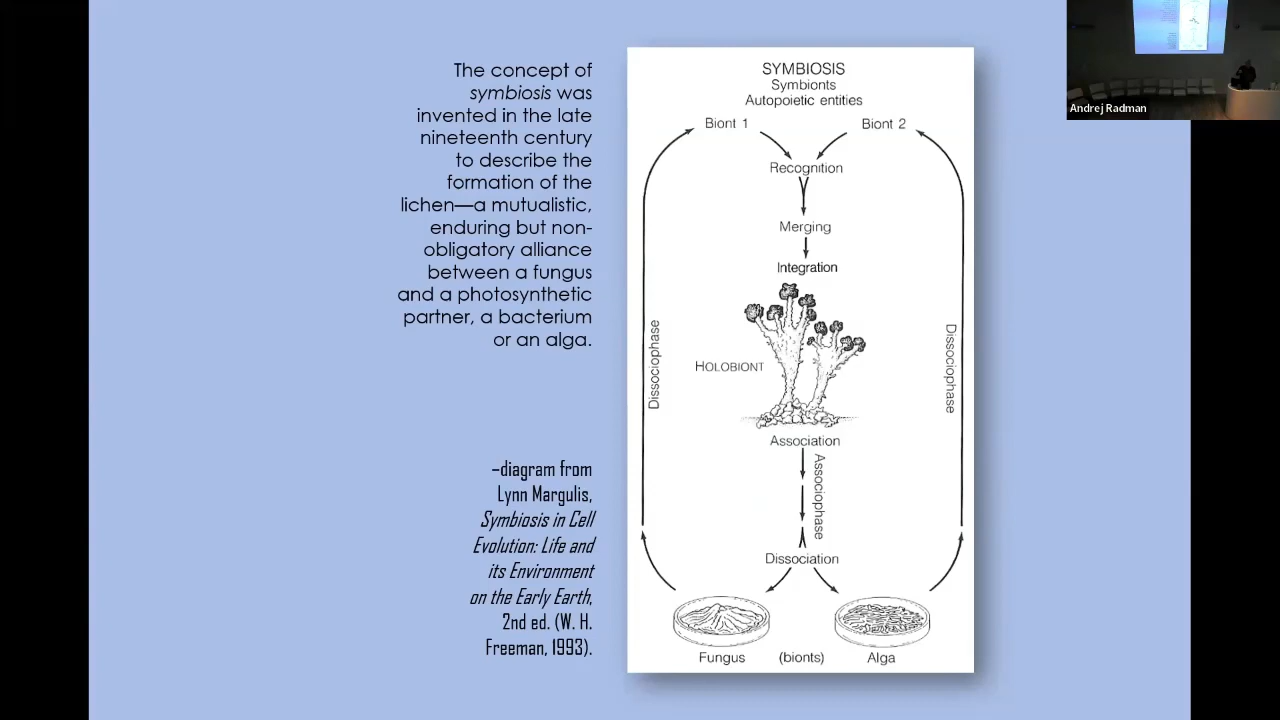 The concept of
symbiosis was
invented in the late
nineteenth century
to describe the
formation of the
lichen—a mutualistic,
enduring but non-
obligatory alliance
between a fungus
and a photosynthetic
partner, a bacterium
or an alga.
–diagram from
Lynn Margulis,
Symbiosis in Cell
Evolution: Life and
its Environment
on the Early Earth,
2nd ed. (W. H.
Freeman, 1993).
SYMBIOSIS
Symbionts
Autopoietic entities
Biont 1
Biont 2
Recognition
Merging
Integration
Dissociophase
HOLOBIONT
Dissociophase
Association
Associophase
Dissociation
Fungus
(bionts)
Alga
Andrej Radman